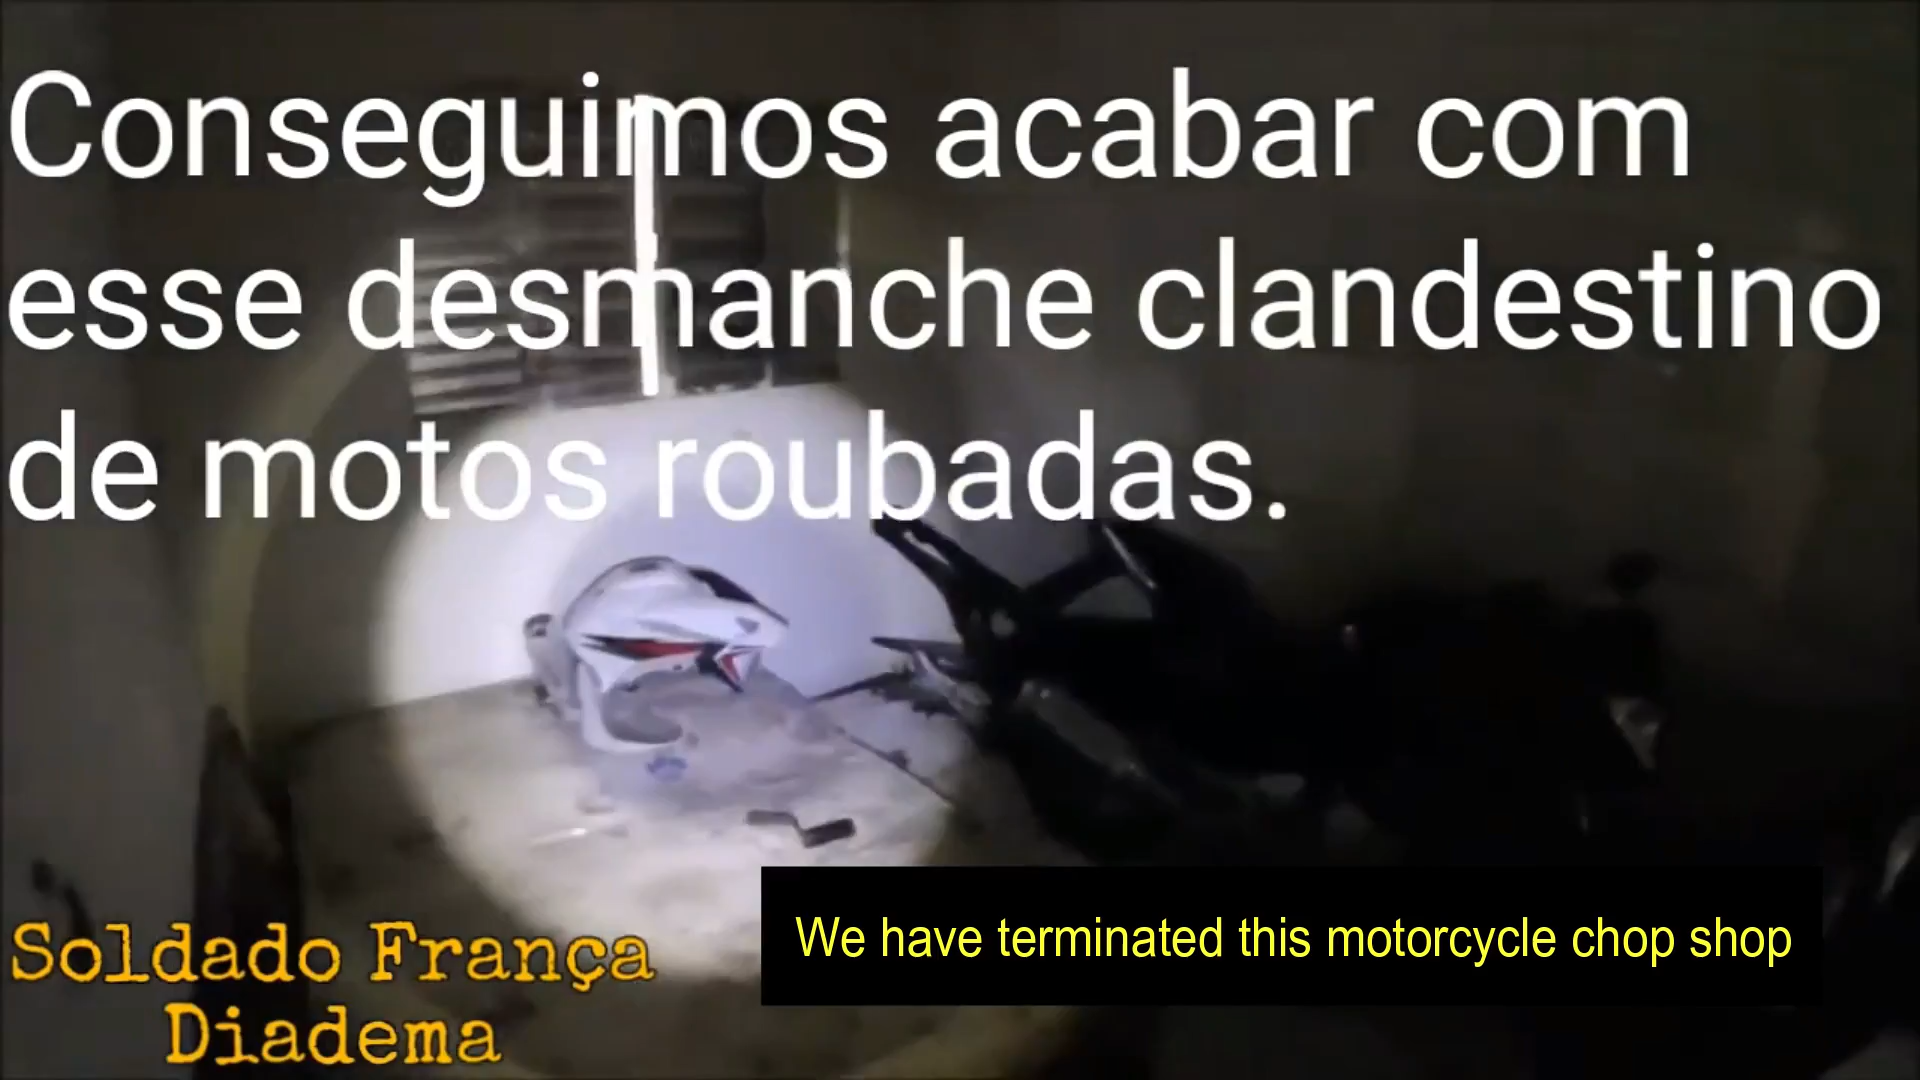 Conseguimos acabar com
esse desmanche clandestino
de motos roubadas.
We have terminated this motorcycle chop shop
Soldado França
Diadema